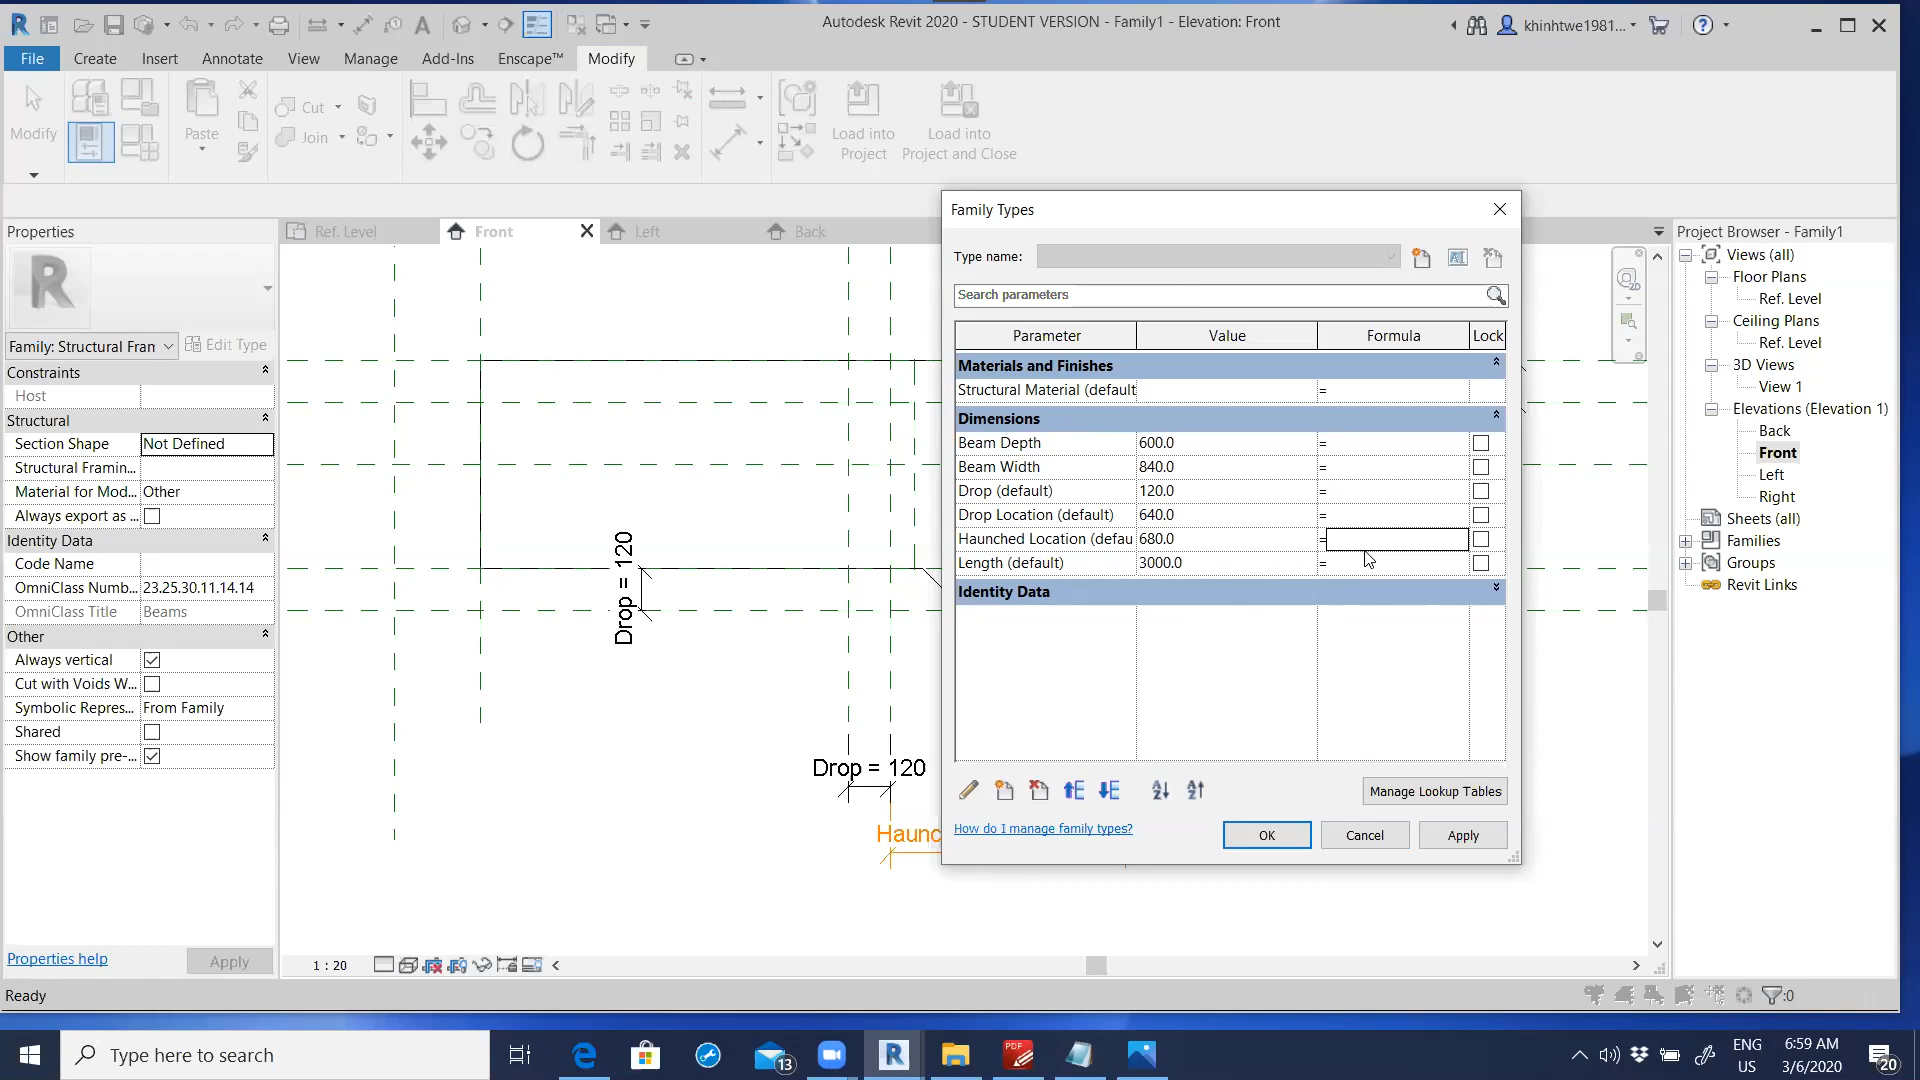 Autodesk Revit 2020 - STUDENT VERSION - Family1 - Elevation: Front
khinhtwe1981...
File Create Insert Annotate View Manage Add-Ins Enscape™ Modify
Modify
Paste
Cut
Join
Load into Project
Load into Project and Close
Properties
Ref. Level
Front
Left
Back
Family: Structural Fran
Edit Type
Constraints
Host
Structural
Section Shape Not Defined
Structural Framin...
Material for Mod... Other
Always export as ...
Identity Data
Code Name
OmniClass Numb... 23.25.30.11.14.14
OmniClass Title Beams
Other
Always vertical
Cut with Voids W...
Symbolic Repres... From Family
Shared
Show family pre-...
Properties help
Apply
Drop = 120
Drop = 120
Haunc
1 : 20
Ready
Family Types
Type name:
Search parameters
Parameter Value Formula Lock
Materials and Finishes
Structural Material (default =
Dimensions
Beam Depth 600.0 =
Beam Width 840.0 =
Drop (default) 120.0 =
Drop Location (default) 640.0 =
Haunched Location (defau 680.0 =
Length (default) 3000.0 =
Identity Data
Manage Lookup Tables
How do I manage family types?
OK Cancel Apply
Project Browser - Family1
Views (all)
Floor Plans
Ref. Level
Ceiling Plans
Ref. Level
3D Views
View 1
Elevations (Elevation 1)
Back
Front
Left
Right
Sheets (all)
Families
Groups
Revit Links
:0
Type here to search
13
PDF
ENG
US
6:59 AM
3/6/2020
20